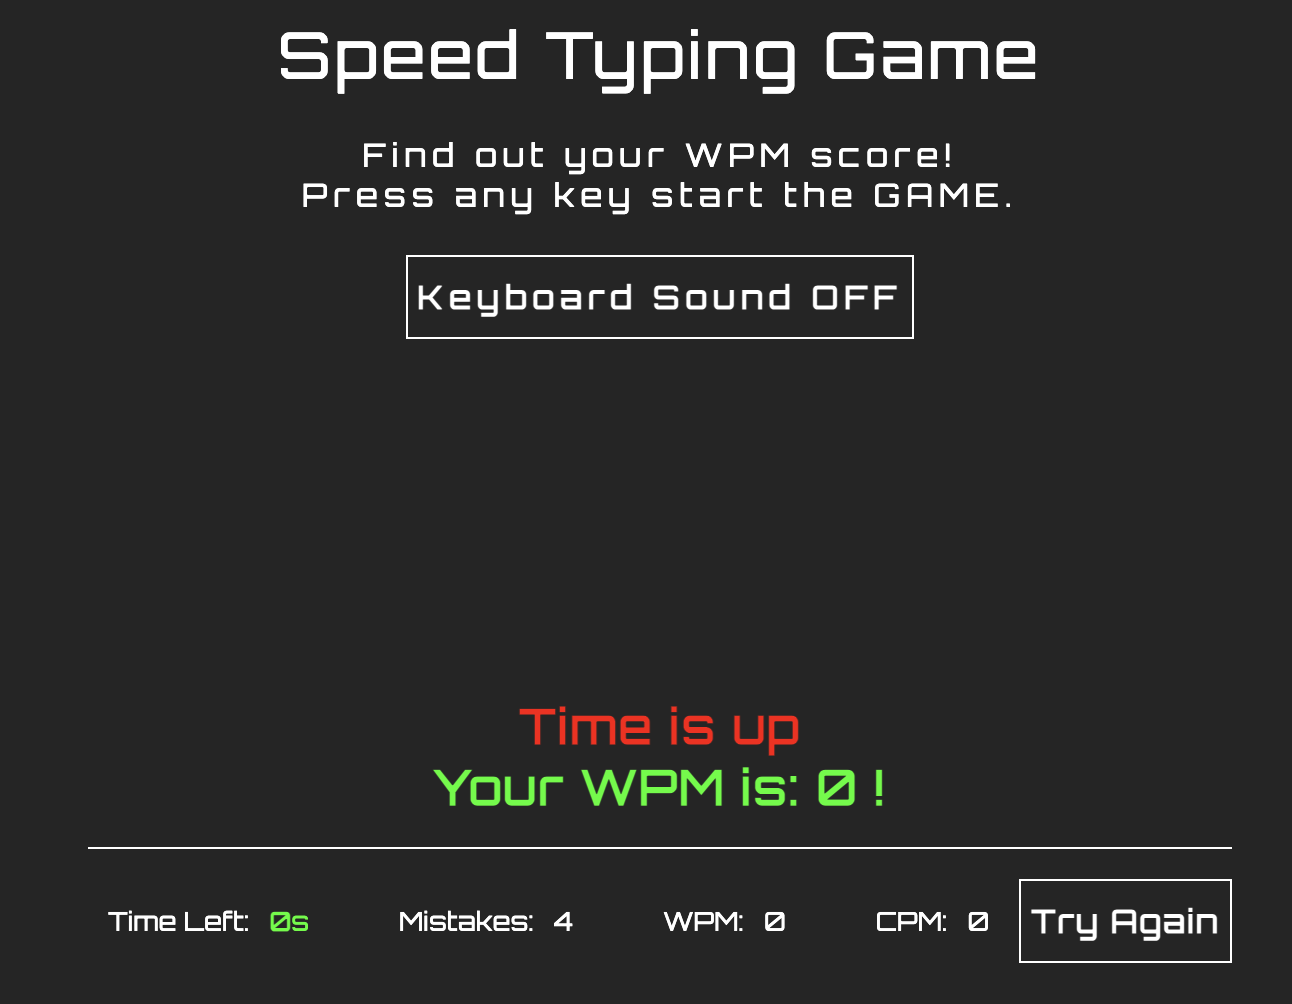 Speed Typing Game
Find out your WPM score!
Press any key start the GAME.
Keyboard Sound OFF
Time is up
Your WPM is: 0 !
Time Left: 0s Mistakes: 4 WPM: 0 CPM: 0 Try Again